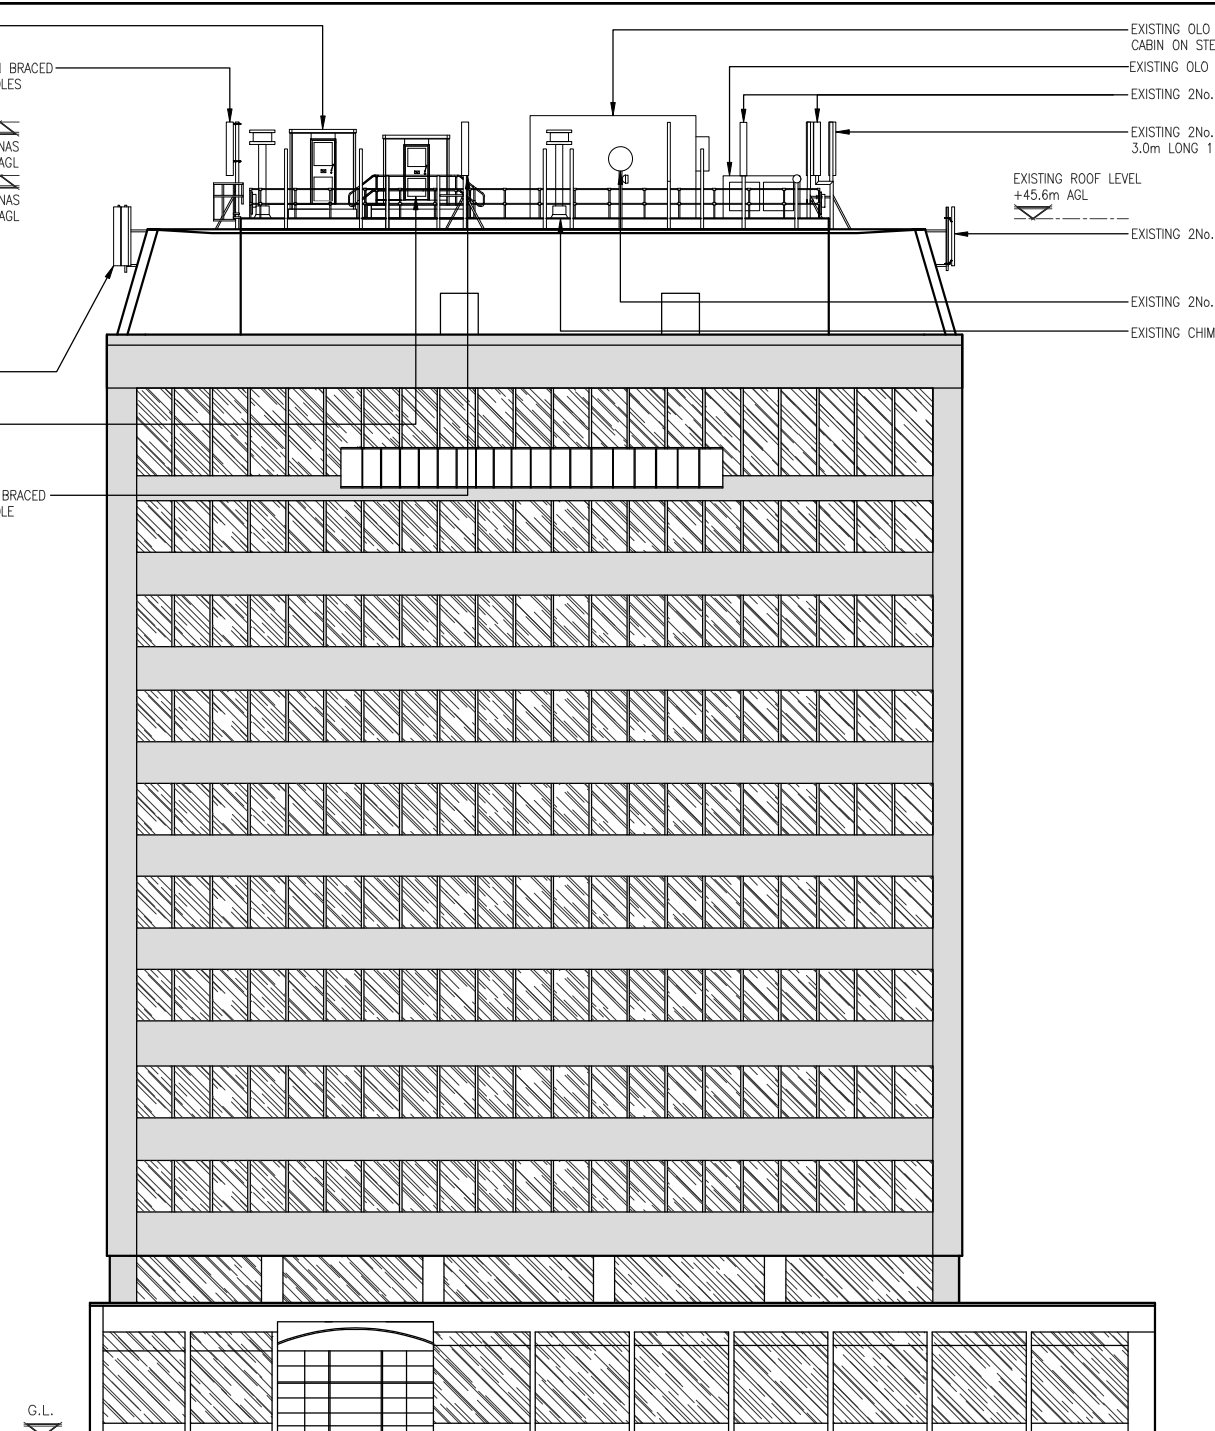 BRACED
LES
NAS
AGL
NAS
AGL
BRACED
LE
G.L.
EXISTING OLO
CABIN ON STE
EXISTING OLO
EXISTING 2No.
EXISTING 2No.
3.0m LONG 1
EXISTING ROOF LEVEL
+45.6m AGL
EXISTING 2No.
EXISTING 2No.
EXISTING CHIM